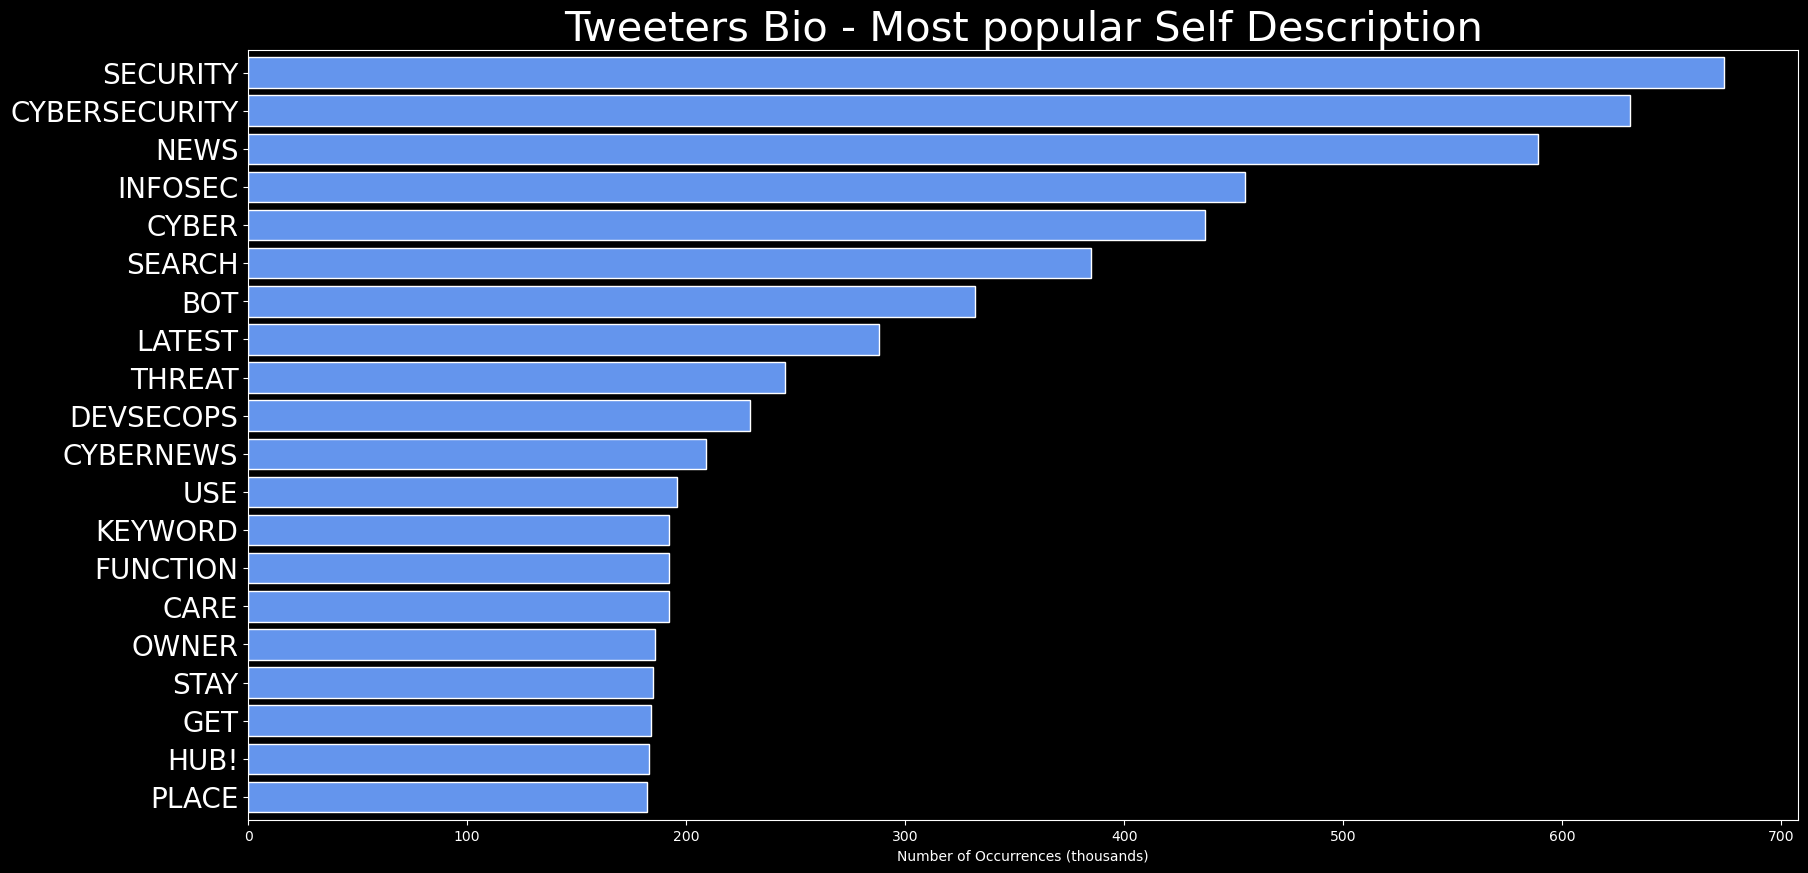 Tweeters Bio - Most popular Self Description
SECURITY
CYBERSECURITY
NEWS
INFOSEC
CYBER
SEARCH
BOT
LATEST
THREAT
DEVSECOPS
CYBERNEWS
USE
KEYWORD
FUNCTION
CARE
OWNER
STAY
GET
HUB!
PLACE
0 100 200 300 400 500 600 700
Number of Occurrences (thousands)